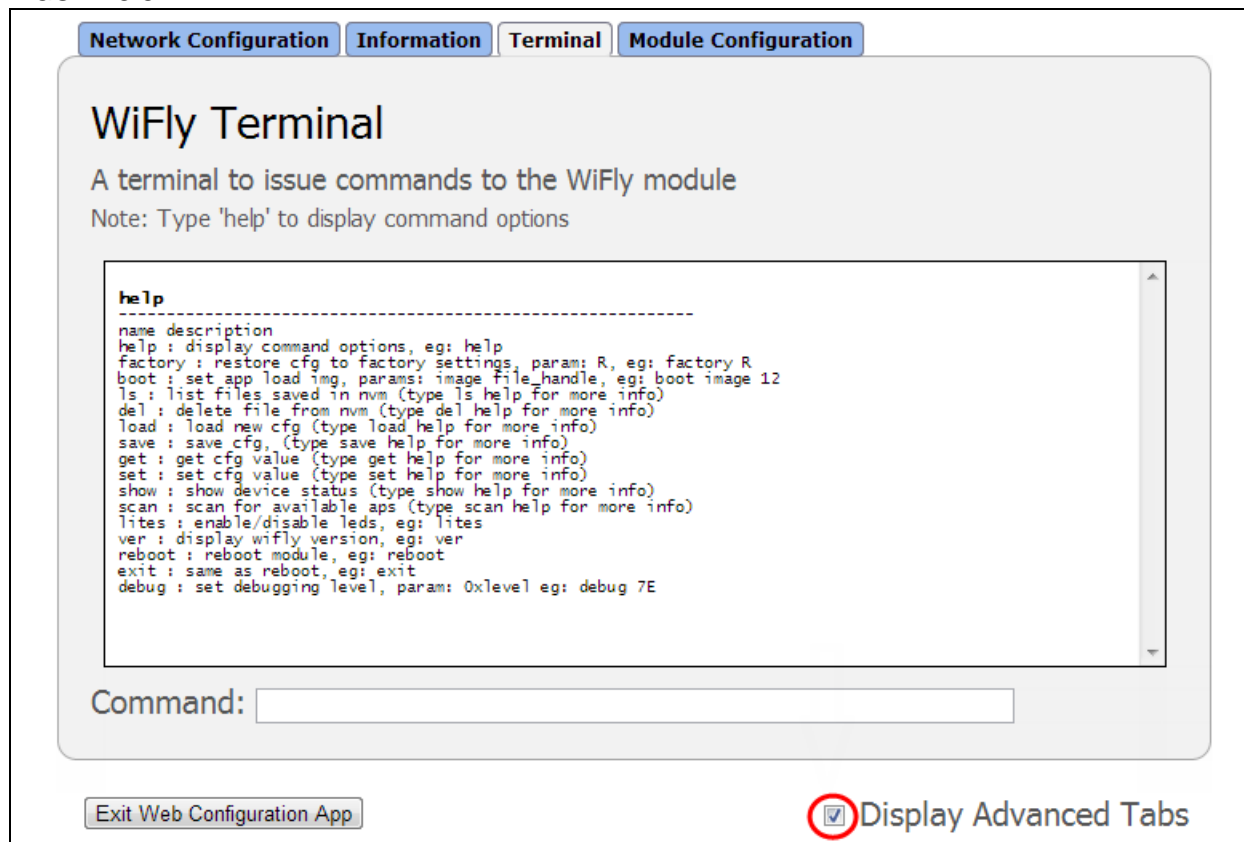 Network Configuration Information Terminal Module Configuration
WiFly Terminal
A terminal to issue commands to the WiFly module
Note: Type 'help' to display command options
help
------------------------------------------------------------
name description
help : display command options, eg: help
factory : restore cfg to factory settings, param: R, eg: factory R
boot : set app load img, params: image file_handle, eg: boot image 12
ls : list files saved in nvm (type ls help for more info)
del : delete file from nvm (type del help for more info)
load : load new cfg (type load help for more info)
save : save cfg, (type save help for more info)
get : get cfg value (type get help for more info)
set : set cfg value (type set help for more info)
show : show device status (type show help for more info)
scan : scan for available aps (type scan help for more info)
lites : enable/disable leds, eg: lites
ver : display wifly version, eg: ver
reboot : reboot module, eg: reboot
exit : same as reboot, eg: exit
debug : set debugging level, param: 0xlevel eg: debug 7E
Command:
Exit Web Configuration App Display Advanced Tabs